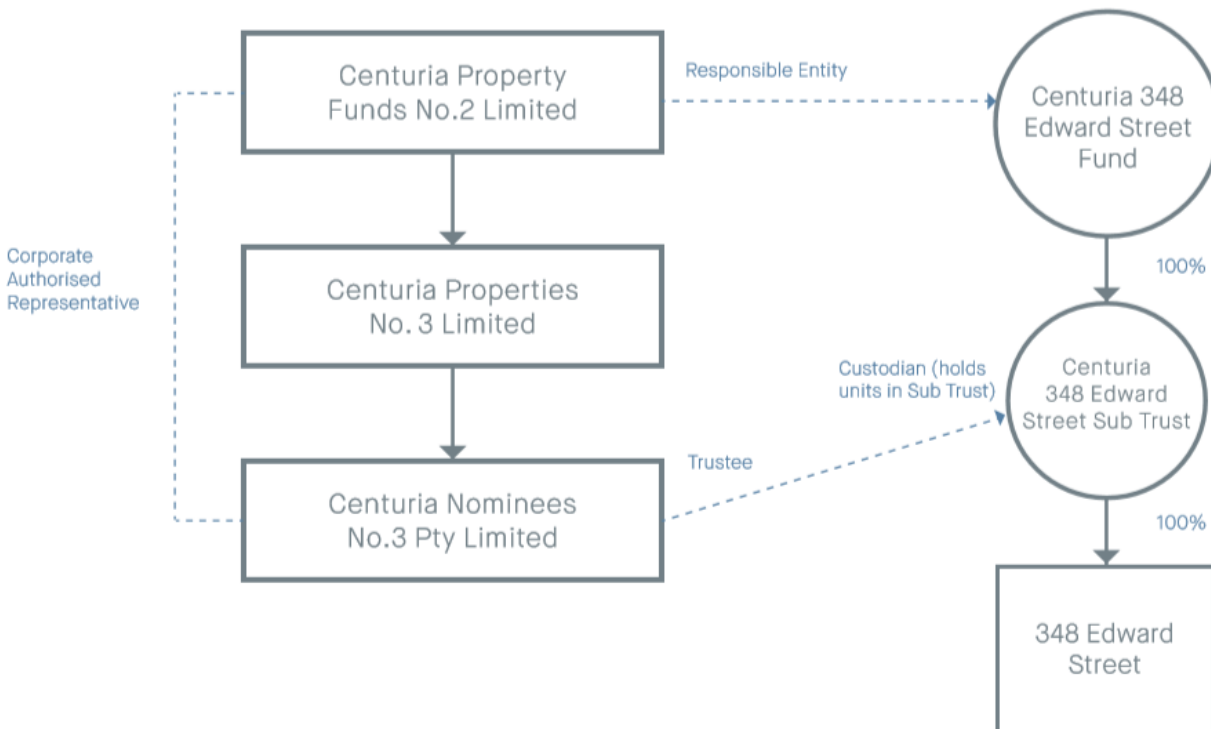 Centuria Property
Funds No.2 Limited
Responsible Entity
Centuria 348
Edward Street
Fund
Corporate
Authorised
Representative
100%
Centuria Properties
No. 3 Limited
Custodian (holds
units in Sub Trust)
Centuria
348 Edward
Street Sub Trust
Trustee
Centuria Nominees
No.3 Pty Limited
100%
348 Edward
Street